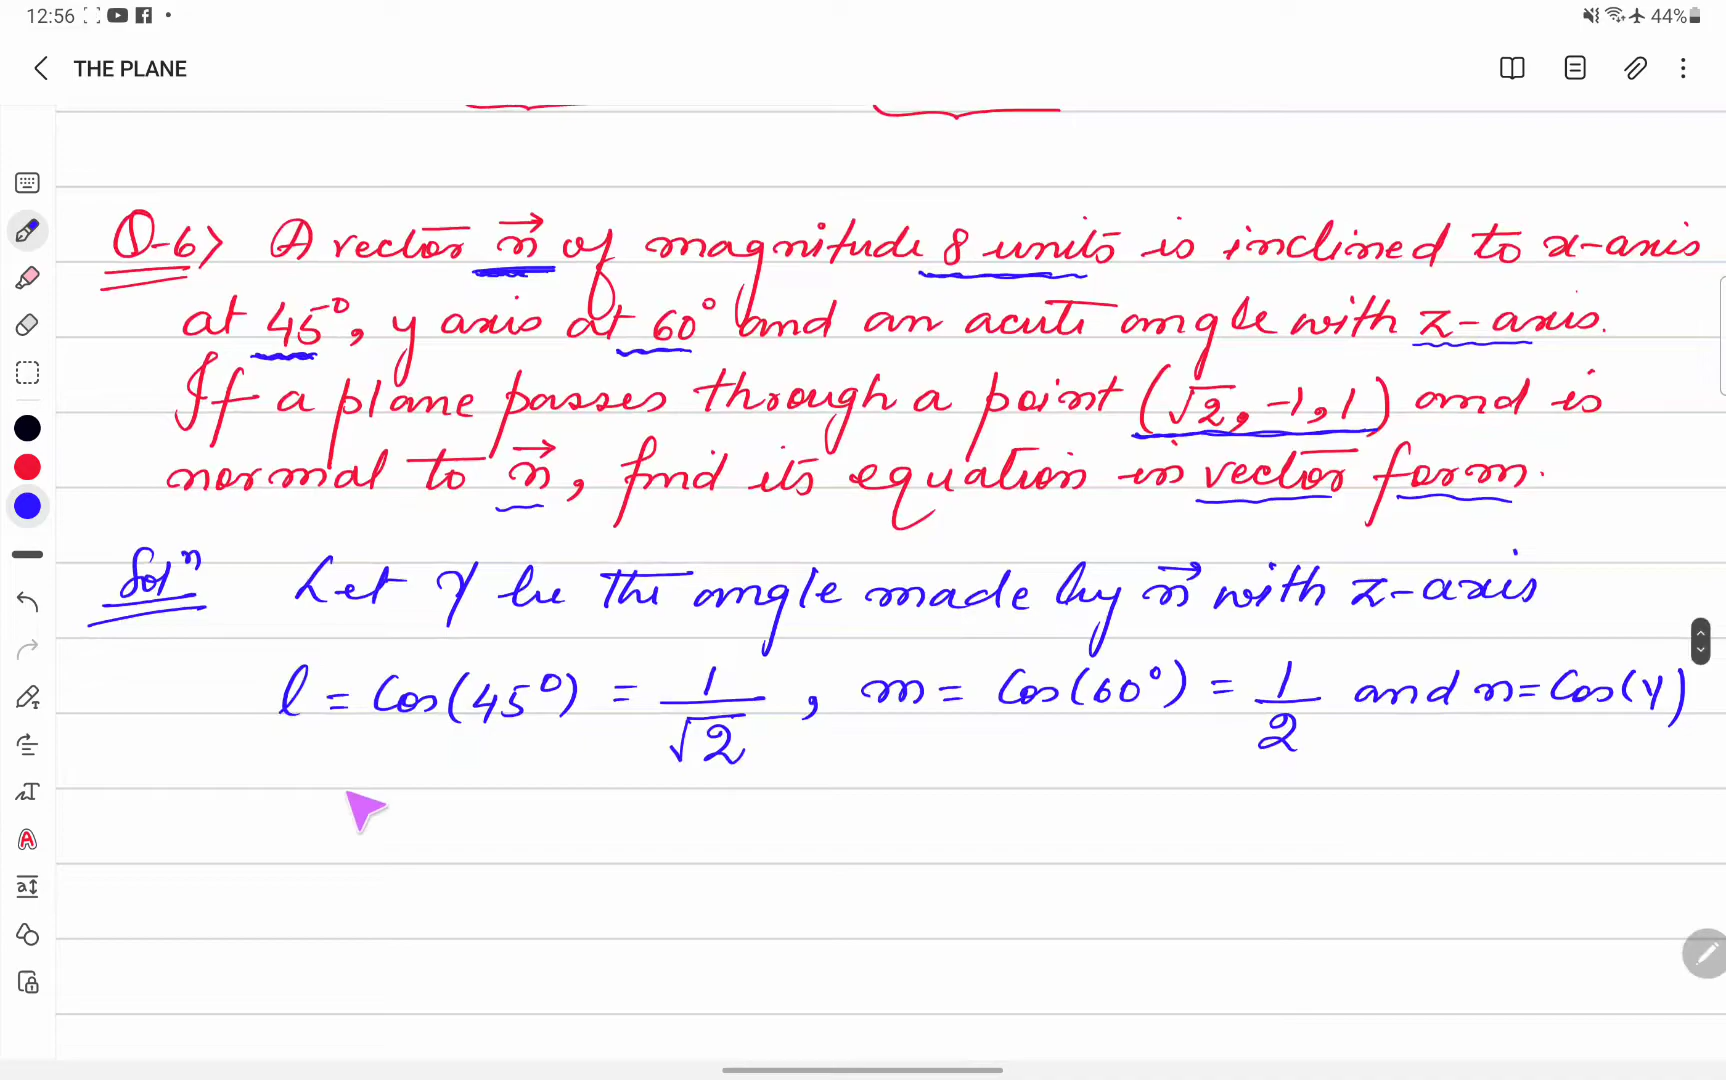 12:56
44%
THE PLANE
Q-6> A vector n⃗ of magnitude 8 units is inclined to x-axis
at 45°, y axis at 60° and an acute angle with z-axis.
If a plane passes through a point (√2, -1, 1) and is
normal to n⃗, find its equation in vector form.
Solⁿ Let γ be the angle made by n⃗ with z-axis
l = Cos(45°) = 1/√2 , m = Cos(60°) = 1/2 and n = Cos(γ)